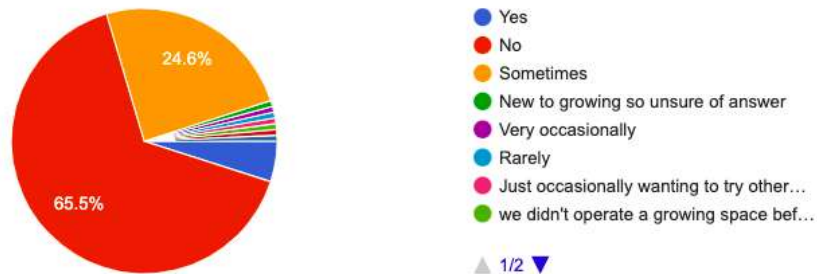 24.6%
65.5%
Yes
No
Sometimes
New to growing so unsure of answer
Very occasionally
Rarely
Just occasionally wanting to try other…
we didn't operate a growing space bef…
1/2